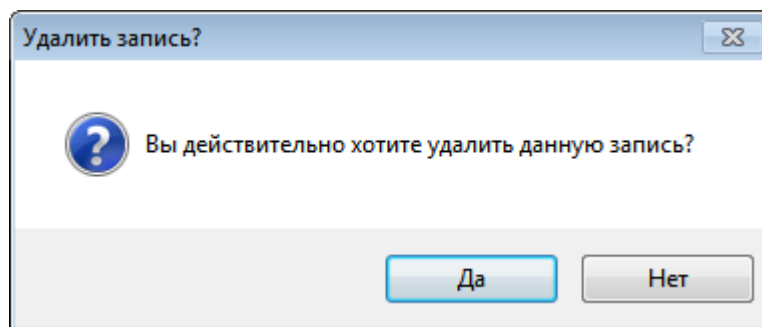 Удалить запись?
Вы действительно хотите удалить данную запись?
Да
Нет